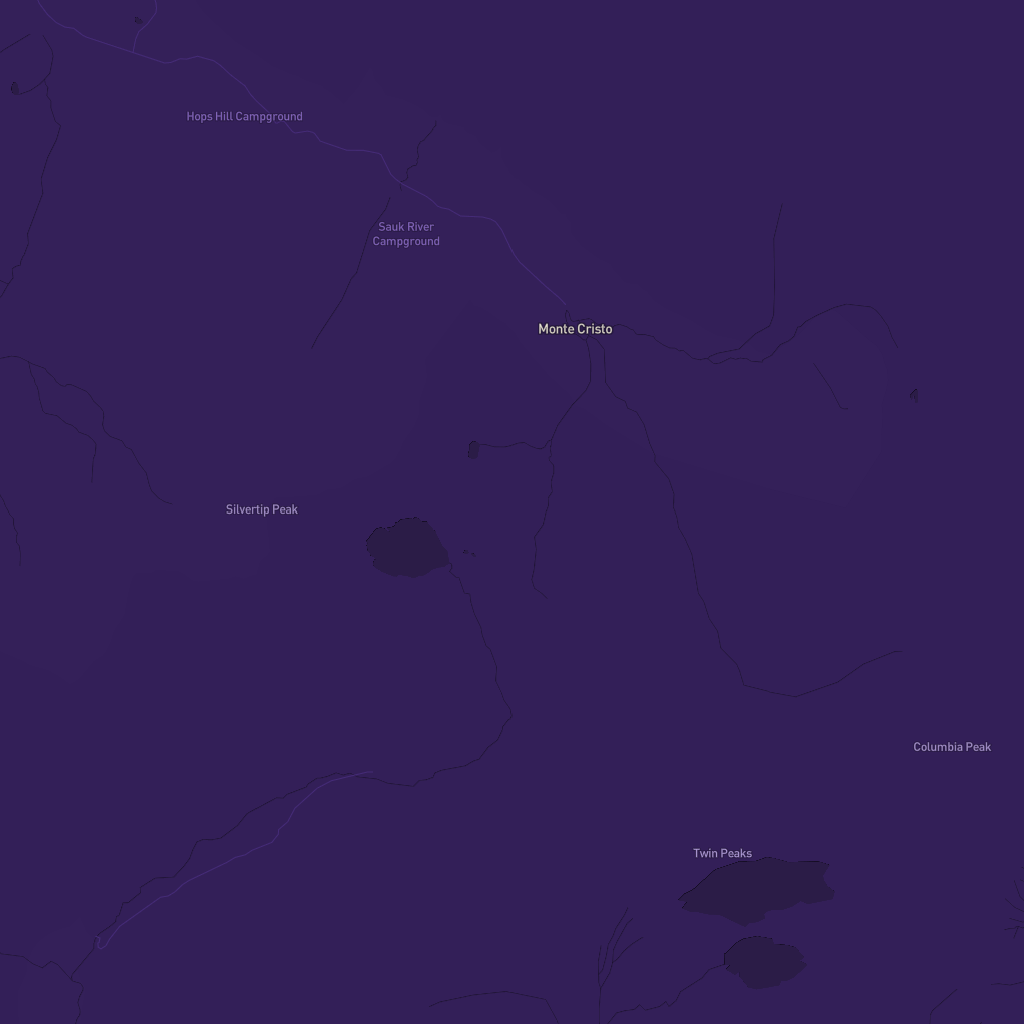 Hops Hill Campground
Sauk River
Campground
Monte Cristo
Silvertip Peak
Columbia Peak
Twin Peaks